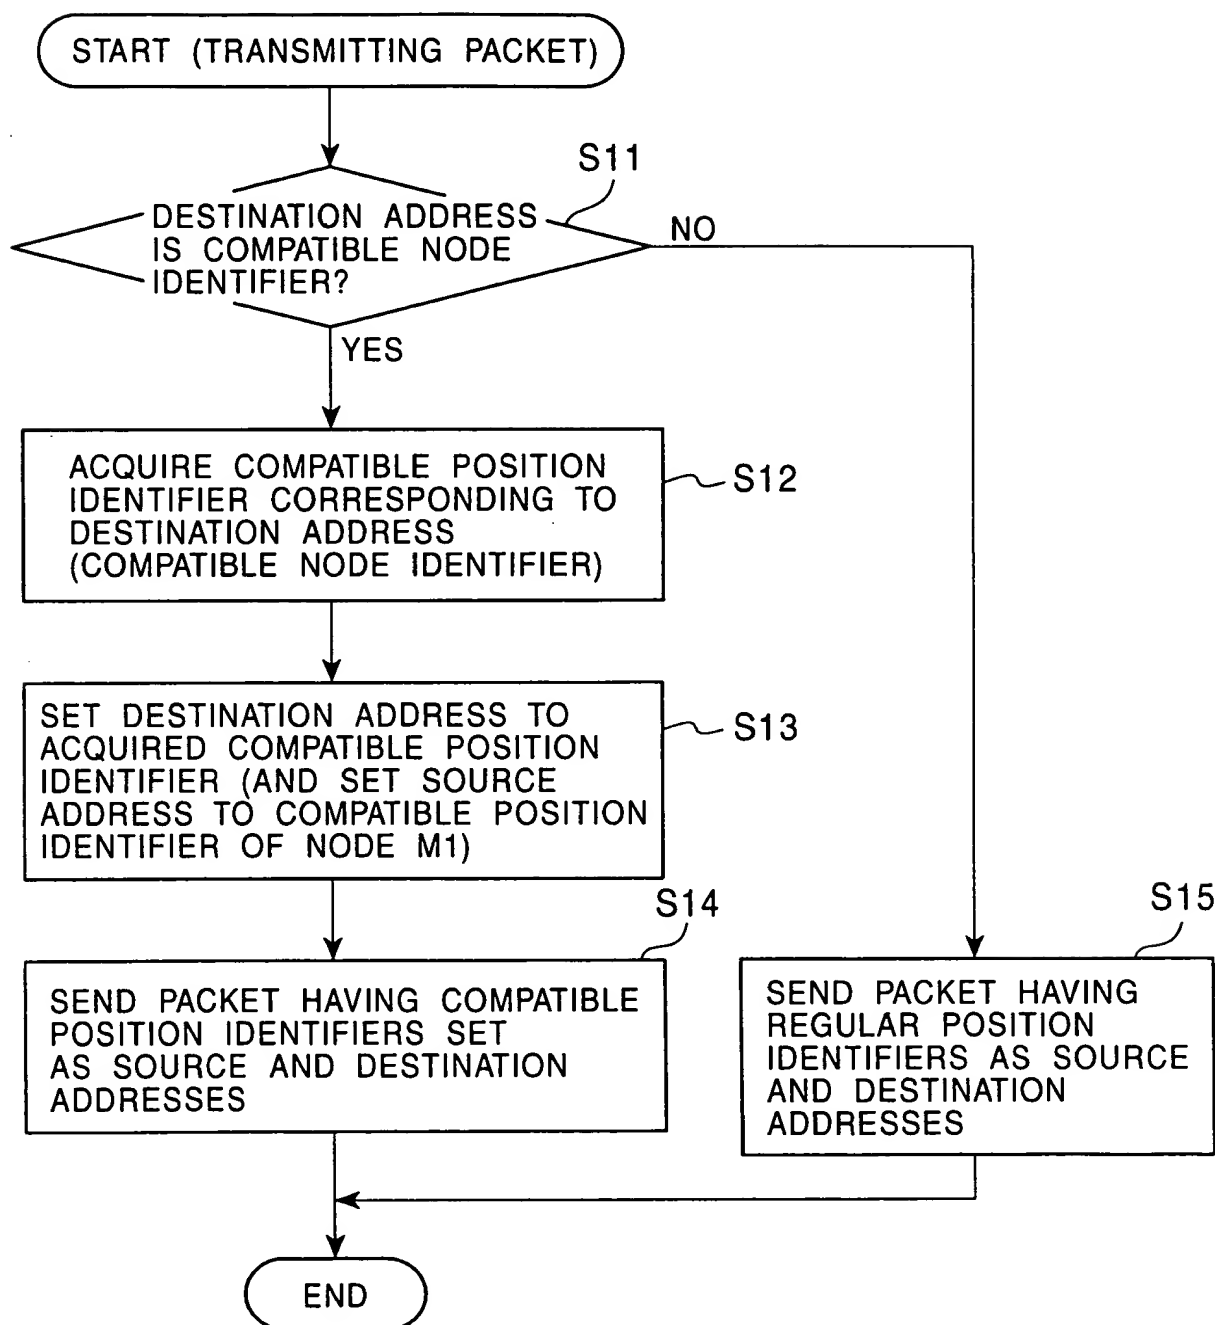 START (TRANSMITTING PACKET)
S11
DESTINATION ADDRESS
IS COMPATIBLE NODE
IDENTIFIER?
NO
YES
ACQUIRE COMPATIBLE POSITION
IDENTIFIER CORRESPONDING TO
DESTINATION ADDRESS
(COMPATIBLE NODE IDENTIFIER)
S12
SET DESTINATION ADDRESS TO
ACQUIRED COMPATIBLE POSITION
IDENTIFIER (AND SET SOURCE
ADDRESS TO COMPATIBLE POSITION
IDENTIFIER OF NODE M1)
S13
S14
SEND PACKET HAVING COMPATIBLE
POSITION IDENTIFIERS SET
AS SOURCE AND DESTINATION
ADDRESSES
S15
SEND PACKET HAVING
REGULAR POSITION
IDENTIFIERS AS SOURCE
AND DESTINATION
ADDRESSES
END